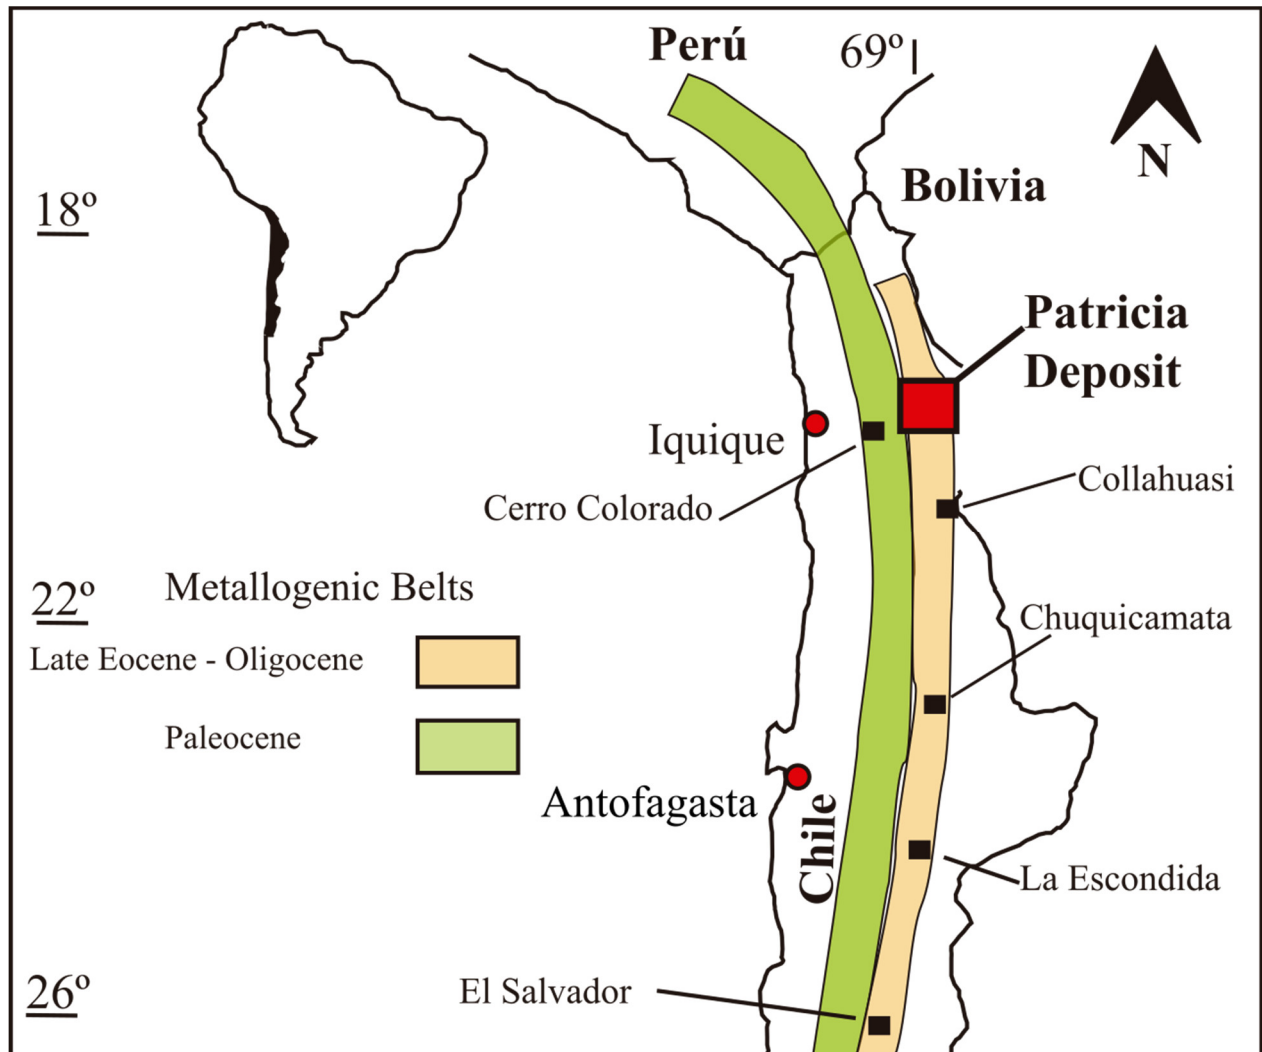 Perú
69º
N
18º
Bolivia
Patricia
Deposit
Iquique
Collahuasi
Cerro Colorado
22º
Metallogenic Belts
Chuquicamata
Late Eocene - Oligocene
Paleocene
Antofagasta
Chile
La Escondida
26º
El Salvador